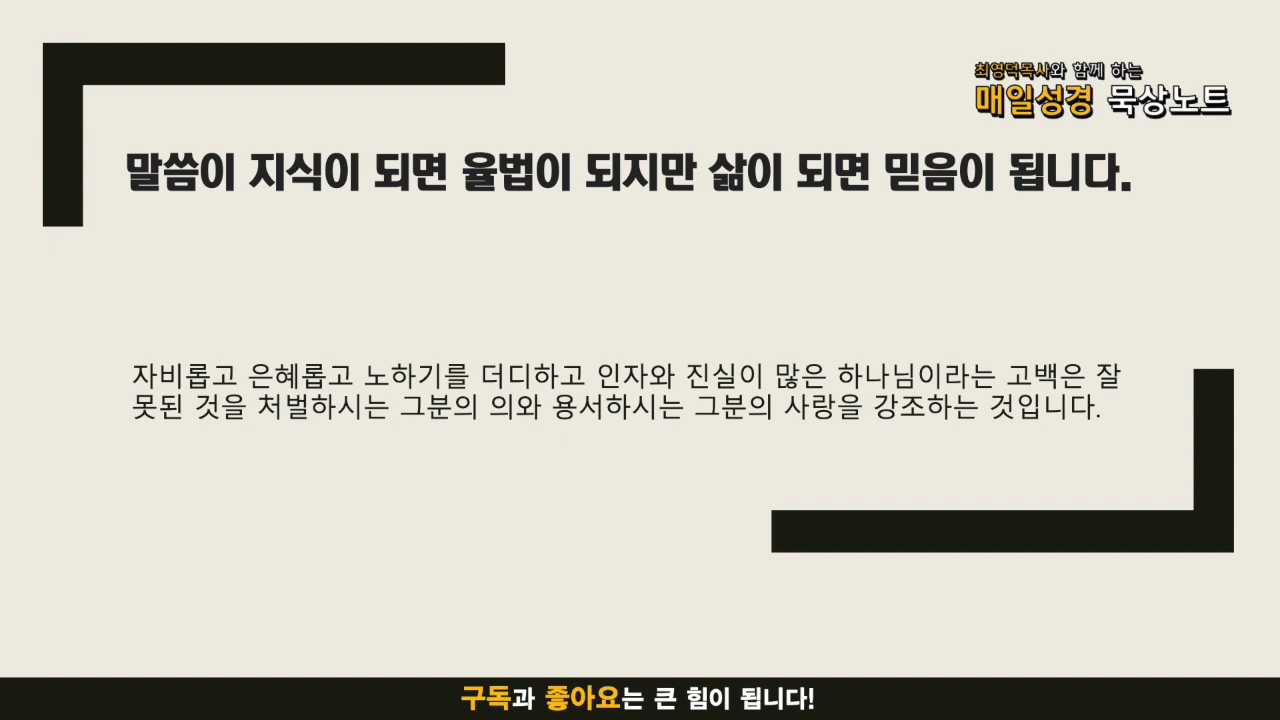 최영덕목사와 함께 하는
매일성경 묵상노트
말씀이 지식이 되면 율법이 되지만 삶이 되면 믿음이 됩니다.
자비롭고 은혜롭고 노하기를 더디하고 인자와 진실이 많은 하나님이라는 고백은 잘
못된 것을 처벌하시는 그분의 의와 용서하시는 그분의 사랑을 강조하는 것입니다.
구독과 좋아요는 큰 힘이 됩니다!